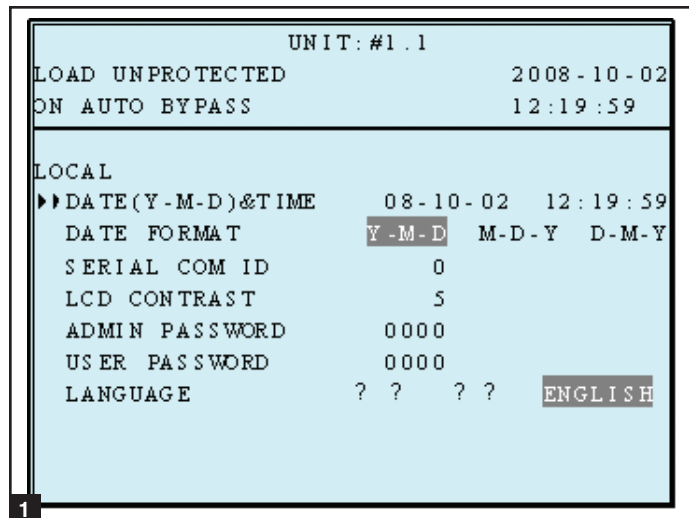 UNIT:#1.1
LOAD UNPROTECTED 2008-10-02
ON AUTO BYPASS 12:19:59
LOCAL
DATE(Y-M-D)&TIME 08-10-02 12:19:59
DATE FORMAT Y-M-D M-D-Y D-M-Y
SERIAL COM ID 0
LCD CONTRAST 5
ADMIN PASSWORD 0000
USER PASSWORD 0000
LANGUAGE ? ? ? ? ENGLISH
1